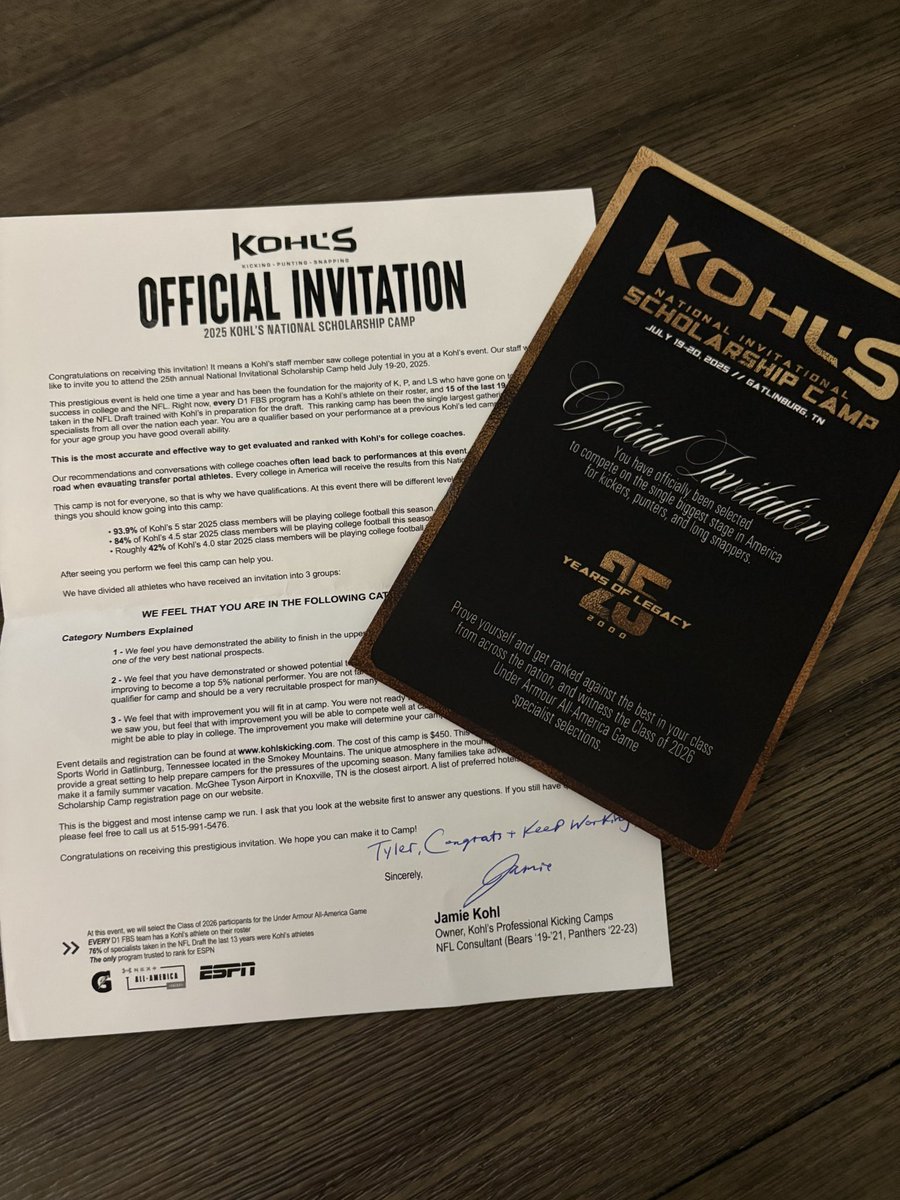 KOHL'S
KICKING - PUNTING - SNAPPING
OFFICIAL INVITATION
2025 KOHL'S NATIONAL SCHOLARSHIP CAMP
Congratulations on receiving this Invitation! It means a Kohl's staff member saw college potential in you at a Kohl's event. Our staff
like to invite you to attend the 25th annual National Invitational Scholarship Camp held July 19-20, 2025.
This prestigious event is held one time a year and has been the foundation for the majority of K, P, and LS who have gone on
success in college and the NFL. Right now, every D1 FBS program has a Kohl's athlete on their roster, and 15 of the last 19
taken in the NFL Draft trained with Kohl's in preparation for the draft. This ranking camp has been the single largest
specialists from all over the nation each year. You are a qualifier based on your performance at a previous Kohl's led
for your age group you have good overall ability.
This is the most accurate and effective way to get evaluated and ranked with Kohl's for college coaches.
Our recommendations and conversations with college coaches often lead back to performances at this event
road when evaluating transfer portal athletes. Every college in America will receive the results from this
This camp is not for everyone, so that is why we have qualifications. At this event there will be different
things you should know going into this camp:
• 93.9% of Kohl's 5 star 2025 class members will be playing college football this season
• 84% of Kohl's 4.5 star 2025 class members will be playing college football this season
• Roughly 42% of Kohl's 4.0 star 2025 class members will be playing college football
After seeing you perform we feel this camp can help you.
We have divided all athletes who have received an invitation into 3 groups:
WE FEEL THAT YOU ARE IN THE FOLLOWING
Category Numbers Explained
1 - We feel you have demonstrated the ability to finish in the upper
one of the very best national prospects.
2 - We feel that you have demonstrated or showed potential
improving to become a top 5% national performer. You are not
qualifier for camp and should be a very recruitable prospect for many
3 - We feel that with improvement you will fit in at camp. You were not ready
we saw you, but feel that with improvement you will be able to compete well at
might be able to play in college. The improvement you make will determine your
Event details and registration can be found at www.kohlskicking.com. The cost of this camp is $450. This
Sports World in Gatlinburg, Tennessee located in the Smokey Mountains. The unique atmosphere in the
provide a great setting to help prepare campers for the pressures of the upcoming season. Many families take
make it a family summer vacation. McGhee Tyson Airport in Knoxville, TN is the closest airport. A list of preferred
Scholarship Camp registration page on our website.
This is the biggest and most intense camp we run. I ask that you look at the website first to answer any questions. If you still have
please feel free to call us at 515-991-5476.
Congratulations on receiving this prestigious invitation. We hope you can make it to Camp!
Tyler, Congrats + Keep Working
Sincerely,
Jamie
Jamie Kohl
Owner, Kohl's Professional Kicking Camps
NFL Consultant (Bears '19-'21, Panthers '22-23)
At this event, we will select the Class of 2026 participants for the Under Armour All-America Game
EVERY D1 FBS team has a Kohl's athlete on their roster
76% of specialists taken in the NFL Draft the last 13 years were Kohl's athletes
The only program trusted to rank for ESPN
G
NEXT
ALL-AMERICA
ESPN
KOHL'S
NATIONAL INVITATIONAL
SCHOLARSHIP CAMP
JULY 19-20, 2025 // GATLINBURG, TN
Official Invitation
You have officially been selected
to compete on the single biggest stage in America
for kickers, punters, and long snappers.
25
YEARS OF LEGACY
2000
Prove yourself and get ranked against the best in your class
from across the nation, and witness the Class of 2026
Under Armour All-America Game
specialist selections.